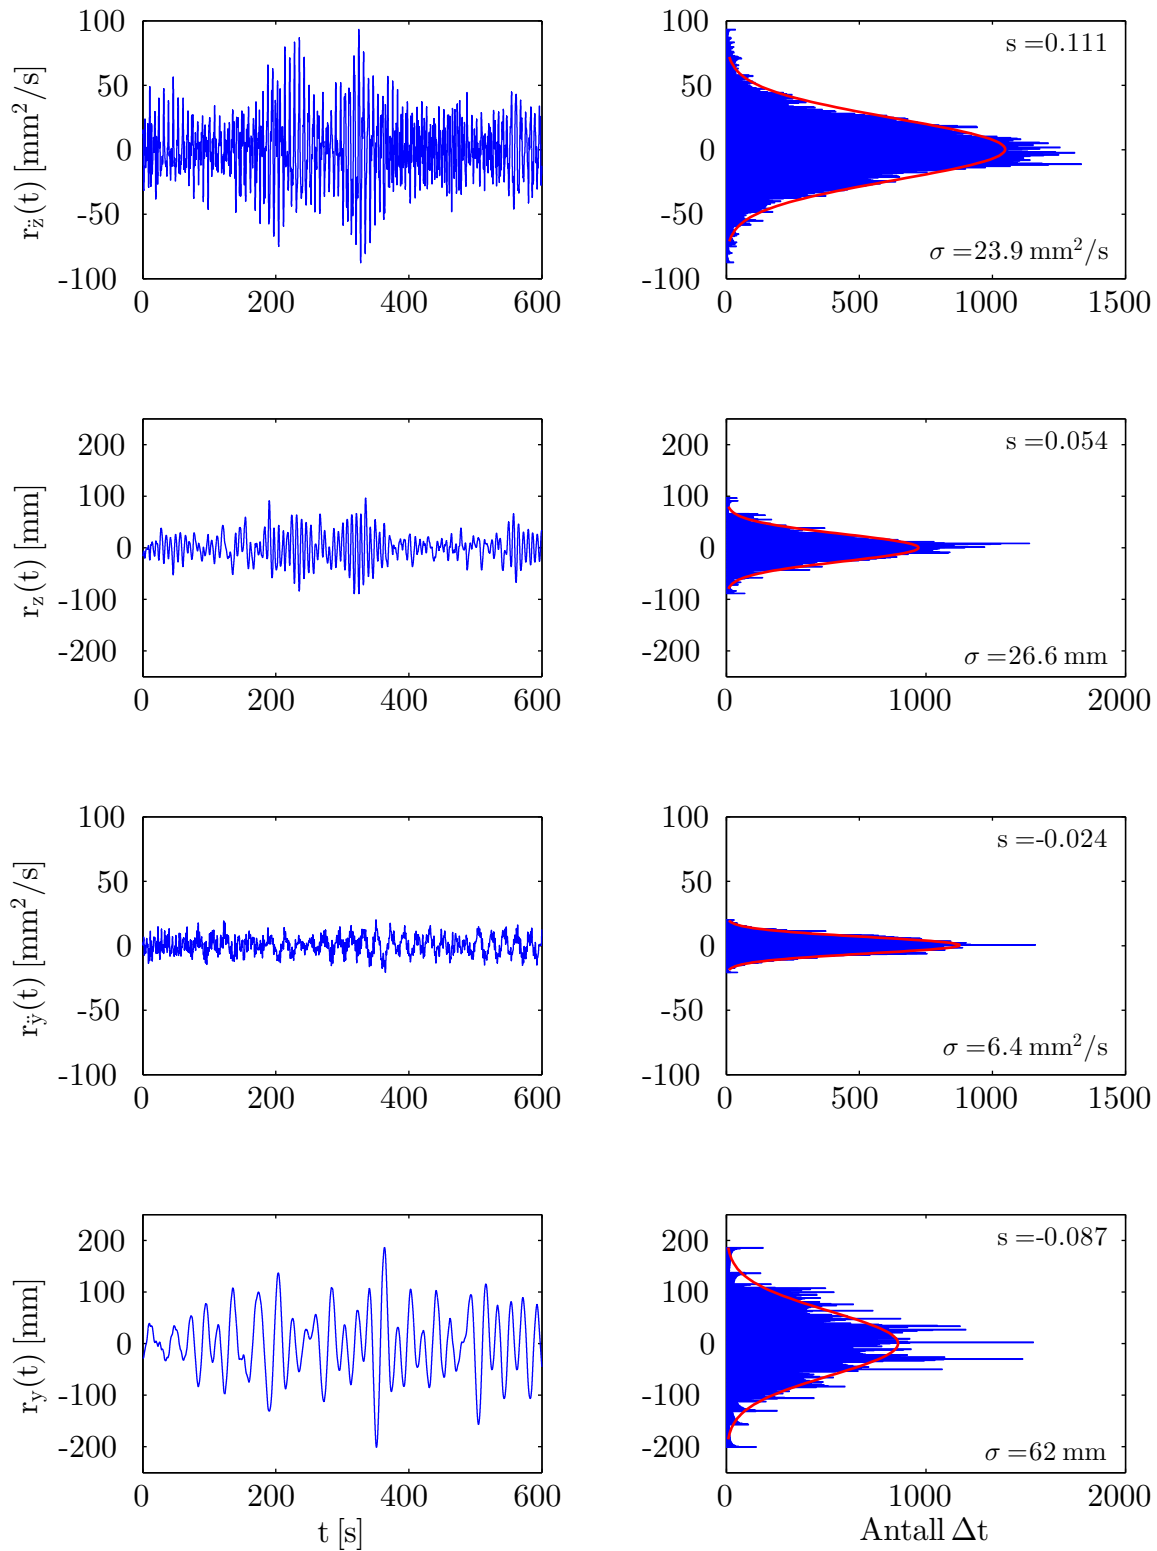 100
50
0
-50
-100
r_z̈(t) [mm²/s]
0 200 400 600
s =0.111
σ =23.9 mm²/s
100
50
0
-50
-100
0 500 1000 1500
200
100
0
-100
-200
r_z(t) [mm]
0 200 400 600
s =0.054
σ =26.6 mm
200
100
0
-100
-200
0 1000 2000
100
50
0
-50
-100
r_ÿ(t) [mm²/s]
0 200 400 600
s =-0.024
σ =6.4 mm²/s
100
50
0
-50
-100
0 500 1000 1500
200
100
0
-100
-200
r_y(t) [mm]
0 200 400 600
t [s]
s =-0.087
σ =62 mm
200
100
0
-100
-200
0 1000 2000
Antall Δt